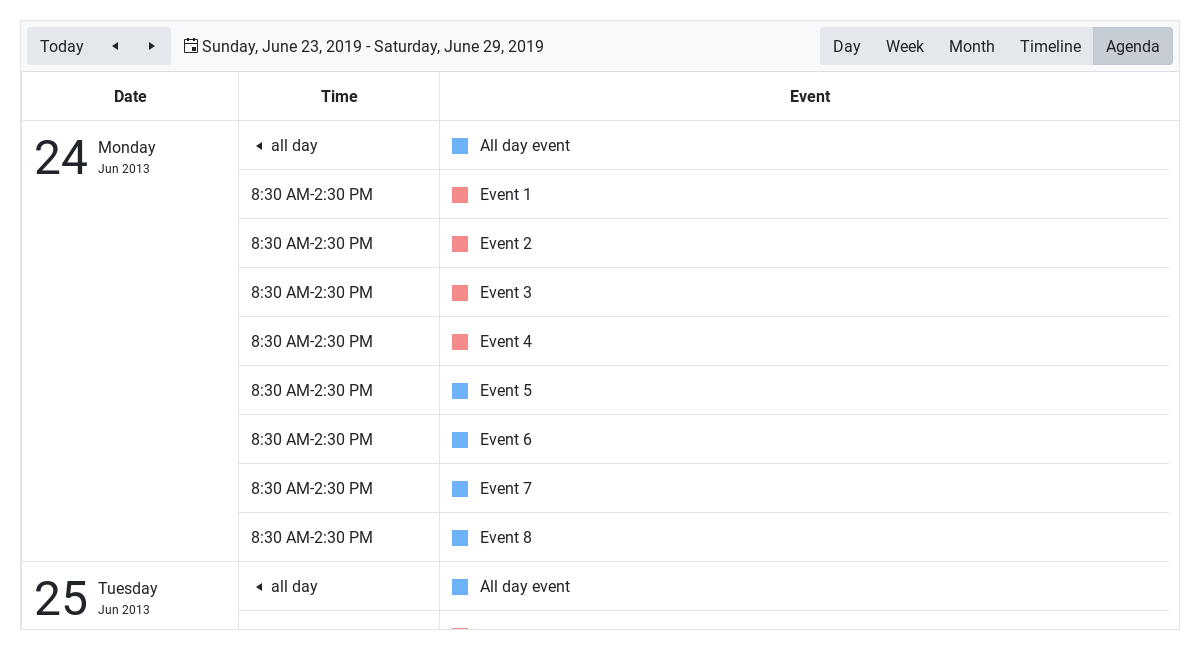 Today Sunday, June 23, 2019 - Saturday, June 29, 2019 Day Week Month Timeline Agenda
Date Time Event
24 Monday
Jun 2013
all day All day event
8:30 AM-2:30 PM Event 1
8:30 AM-2:30 PM Event 2
8:30 AM-2:30 PM Event 3
8:30 AM-2:30 PM Event 4
8:30 AM-2:30 PM Event 5
8:30 AM-2:30 PM Event 6
8:30 AM-2:30 PM Event 7
8:30 AM-2:30 PM Event 8
25 Tuesday
Jun 2013
all day All day event